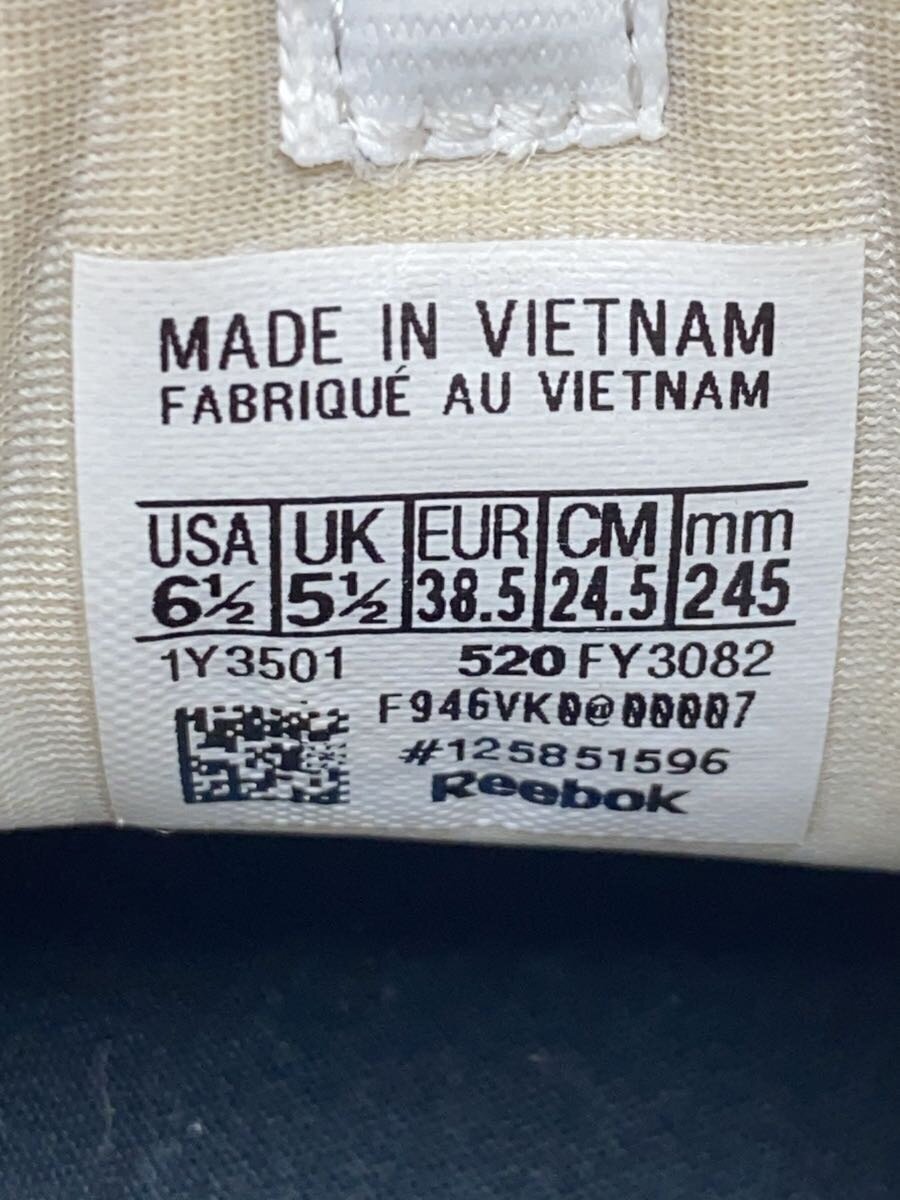 MADE IN VIETNAM
FABRIQUÉ AU VIETNAM
USA UK EUR CM mm
6½ 5½ 38.5 24.5 245
1Y3501 520 FY3082
F946VK0@00007
#125851596
Reebok